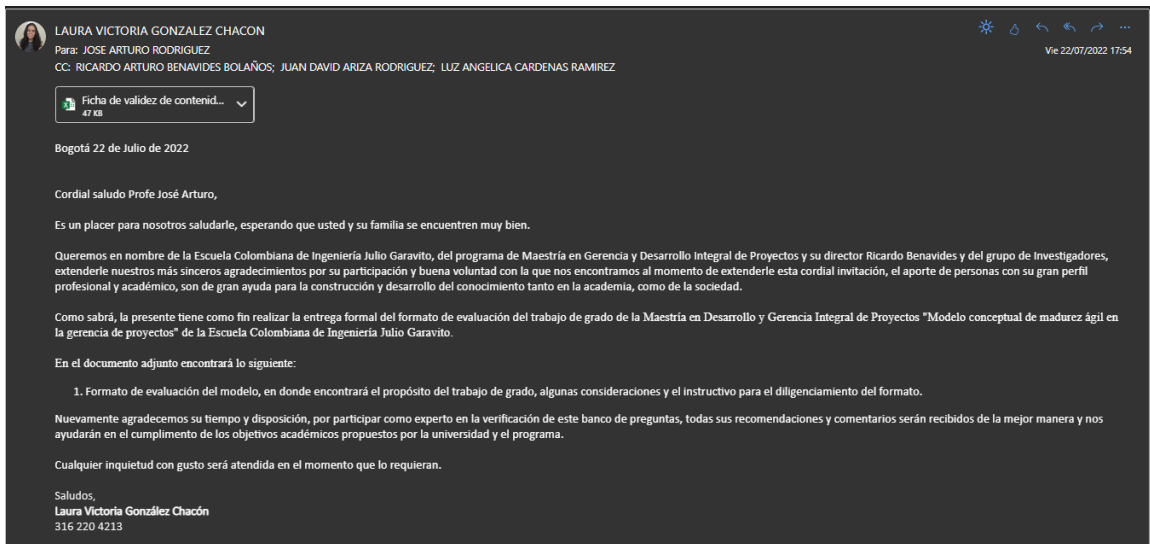 LAURA VICTORIA GONZALEZ CHACON
Para: JOSE ARTURO RODRIGUEZ
Vie 22/07/2022 17:54
CC: RICARDO ARTURO BENAVIDES BOLAÑOS; JUAN DAVID ARIZA RODRIGUEZ; LUZ ANGELICA CARDENAS RAMIREZ
Ficha de validez de contenid...
47 KB
Bogotá 22 de Julio de 2022
Cordial saludo Profe José Arturo,
Es un placer para nosotros saludarle, esperando que usted y su familia se encuentren muy bien.
Queremos en nombre de la Escuela Colombiana de Ingeniería Julio Garavito, del programa de Maestría en Gerencia y Desarrollo Integral de Proyectos y su director Ricardo Benavides y del grupo de Investigadores,
extenderle nuestros más sinceros agradecimientos por su participación y buena voluntad con la que nos encontramos al momento de extenderle esta cordial invitación, el aporte de personas con su gran perfil
profesional y académico, son de gran ayuda para la construcción y desarrollo del conocimiento tanto en la academia, como de la sociedad.
Como sabrá, la presente tiene como fin realizar la entrega formal del formato de evaluación del trabajo de grado de la Maestría en Desarrollo y Gerencia Integral de Proyectos "Modelo conceptual de madurez ágil en
la gerencia de proyectos" de la Escuela Colombiana de Ingeniería Julio Garavito.
En el documento adjunto encontrará lo siguiente:
1. Formato de evaluación del modelo, en donde encontrará el propósito del trabajo de grado, algunas consideraciones y el instructivo para el diligenciamiento del formato.
Nuevamente agradecemos su tiempo y disposición, por participar como experto en la verificación de este banco de preguntas, todas sus recomendaciones y comentarios serán recibidos de la mejor manera y nos
ayudarán en el cumplimento de los objetivos académicos propuestos por la universidad y el programa.
Cualquier inquietud con gusto será atendida en el momento que lo requieran.
Saludos,
Laura Victoria González Chacón
316 220 4213